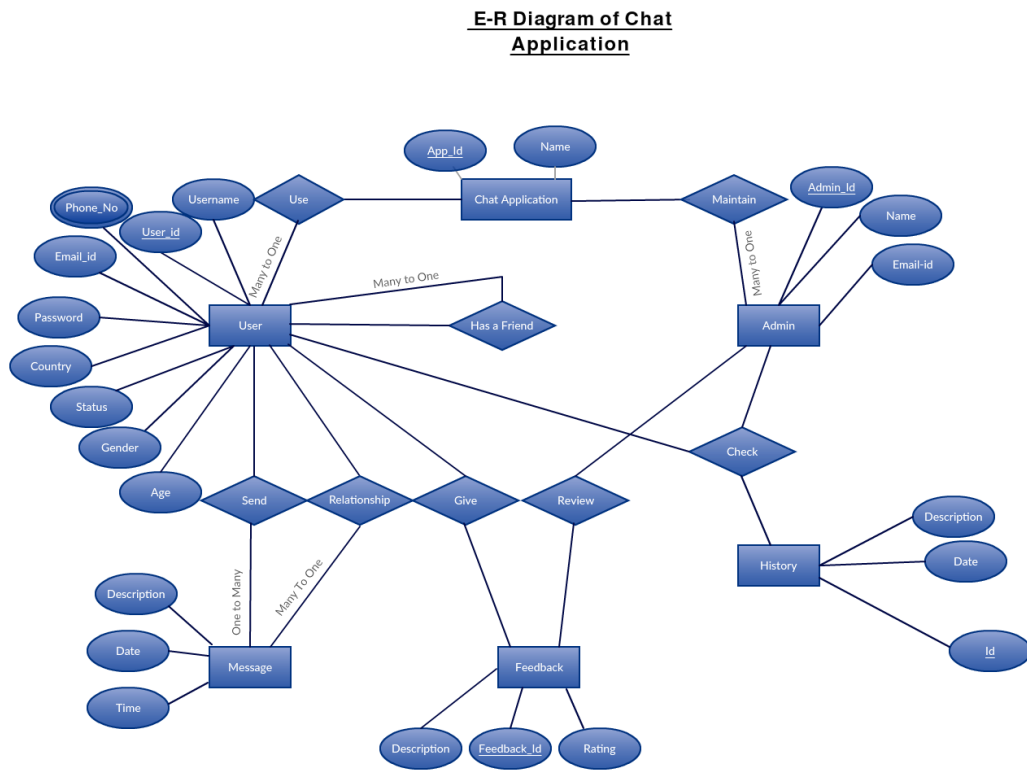 E-R Diagram of Chat
Application
App_Id
Name
Chat Application
Use
Maintain
Admin_Id
Name
Email-id
Phone_No
Username
User_id
Email_id
Many to One
Many to One
Many to One
Password
User
Has a Friend
Admin
Country
Status
Gender
Age
Check
Send
Relationship
Give
Review
Description
Date
History
Id
One to Many
Many To One
Description
Date
Time
Message
Feedback
Description
Feedback_Id
Rating